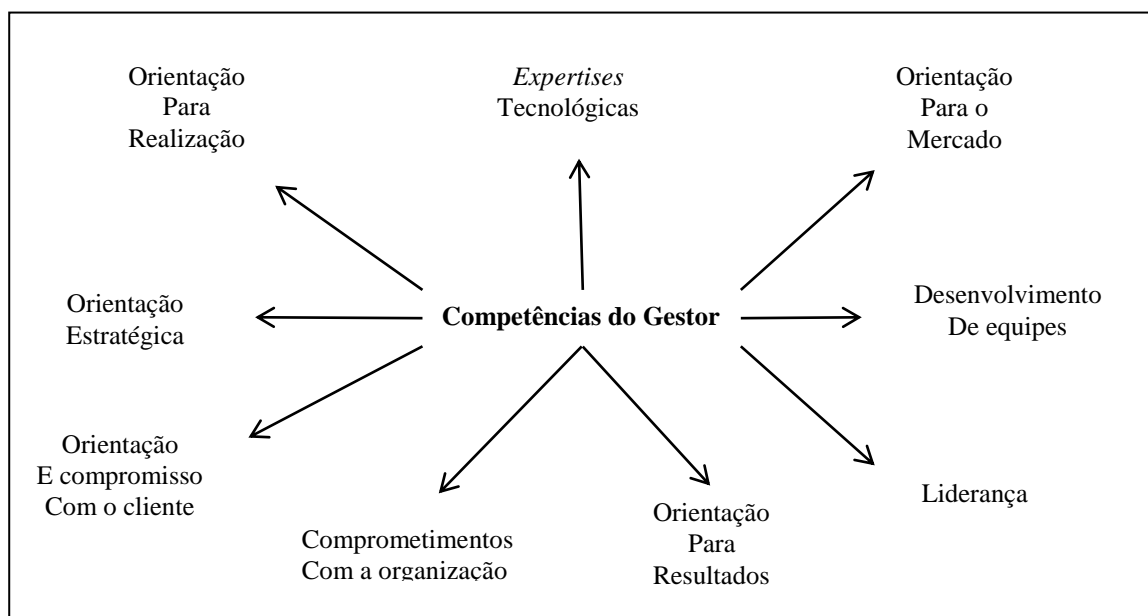 Orientação
Para
Realização
Expertises
Tecnológicas
Orientação
Para o
Mercado
Orientação
Estratégica
Competências do Gestor
Desenvolvimento
De equipes
Orientação
E compromisso
Com o cliente
Comprometimentos
Com a organização
Orientação
Para
Resultados
Liderança